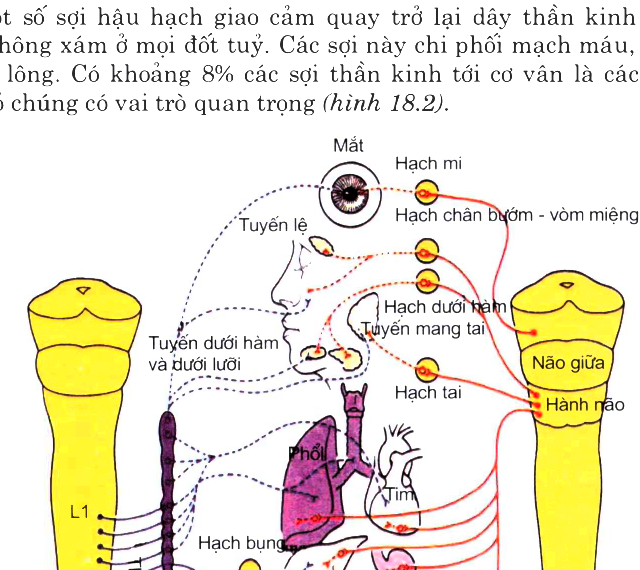 ột số sợi hậu hạch giao cảm quay trở lại dây thần kinh
hông xám ở mọi đốt tuỷ. Các sợi này chi phối mạch máu,
lông. Có khoảng 8% các sợi thần kinh tới cơ vân là các
ó chúng có vai trò quan trọng (hình 18.2).
Mắt
Hạch mi
Hạch chân bướm - vòm miệng
Tuyến lệ
Hạch dưới hàm
Tuyến mang tai
Tuyến dưới hàm
và dưới lưỡi
Não giữa
Hạch tai
Hành não
Phổi
Tim
L1
Hạch bụng